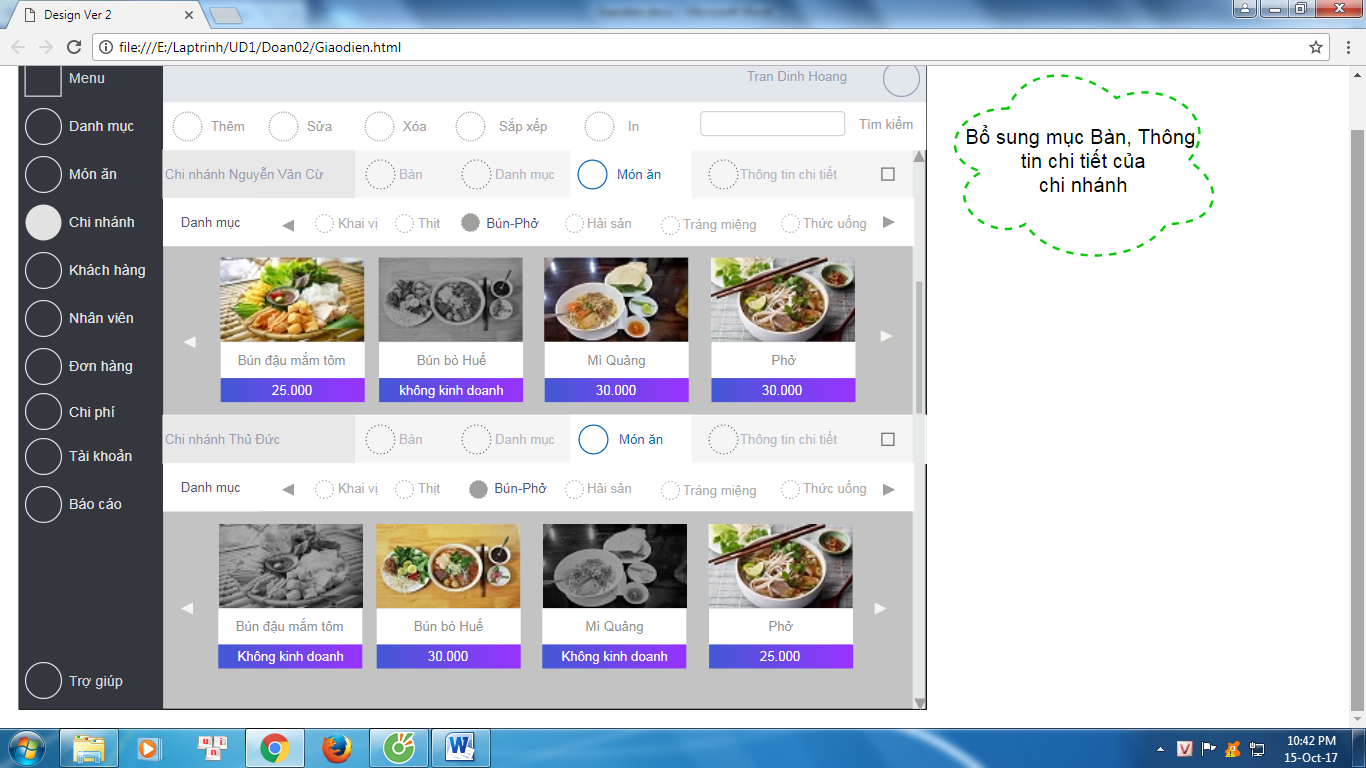 Design Ver 2
file:///E:/Laptrinh/UD1/Doan02/Giaodien.html
Menu
Tran Dinh Hoang
Danh mục
Thêm Sửa Xóa Sắp xếp In Tìm kiếm
Món ăn
Chi nhánh Nguyễn Văn Cừ Bàn Danh mục Món ăn Thông tin chi tiết
Chi nhánh
Danh mục Khai vị Thịt Bún-Phở Hải sản Tráng miệng Thức uống
Khách hàng
Nhân viên
Đơn hàng
Chi phí
Tài khoản
Báo cáo
Trợ giúp
Bún đậu mắm tôm Bún bò Huế Mì Quảng Phở
25.000 không kinh doanh 30.000 30.000
Chi nhánh Thủ Đức Bàn Danh mục Món ăn Thông tin chi tiết
Danh mục Khai vị Thịt Bún-Phở Hải sản Tráng miệng Thức uống
Bún đậu mắm tôm Bún bò Huế Mì Quảng Phở
Không kinh doanh 30.000 Không kinh doanh 25.000
Bổ sung mục Bàn, Thông
tin chi tiết của
chi nhánh
10:42 PM
15-Oct-17